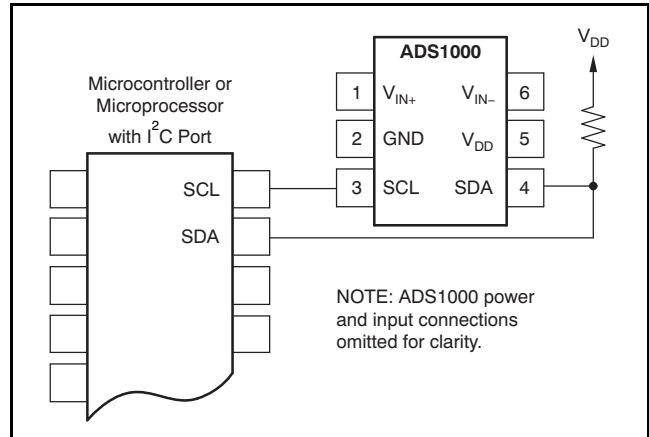 V_DD
ADS1000
Microcontroller or
Microprocessor
with I²C Port
1 V_IN+ V_IN– 6
2 GND V_DD 5
3 SCL SDA 4
SCL
SDA
NOTE: ADS1000 power
and input connections
omitted for clarity.